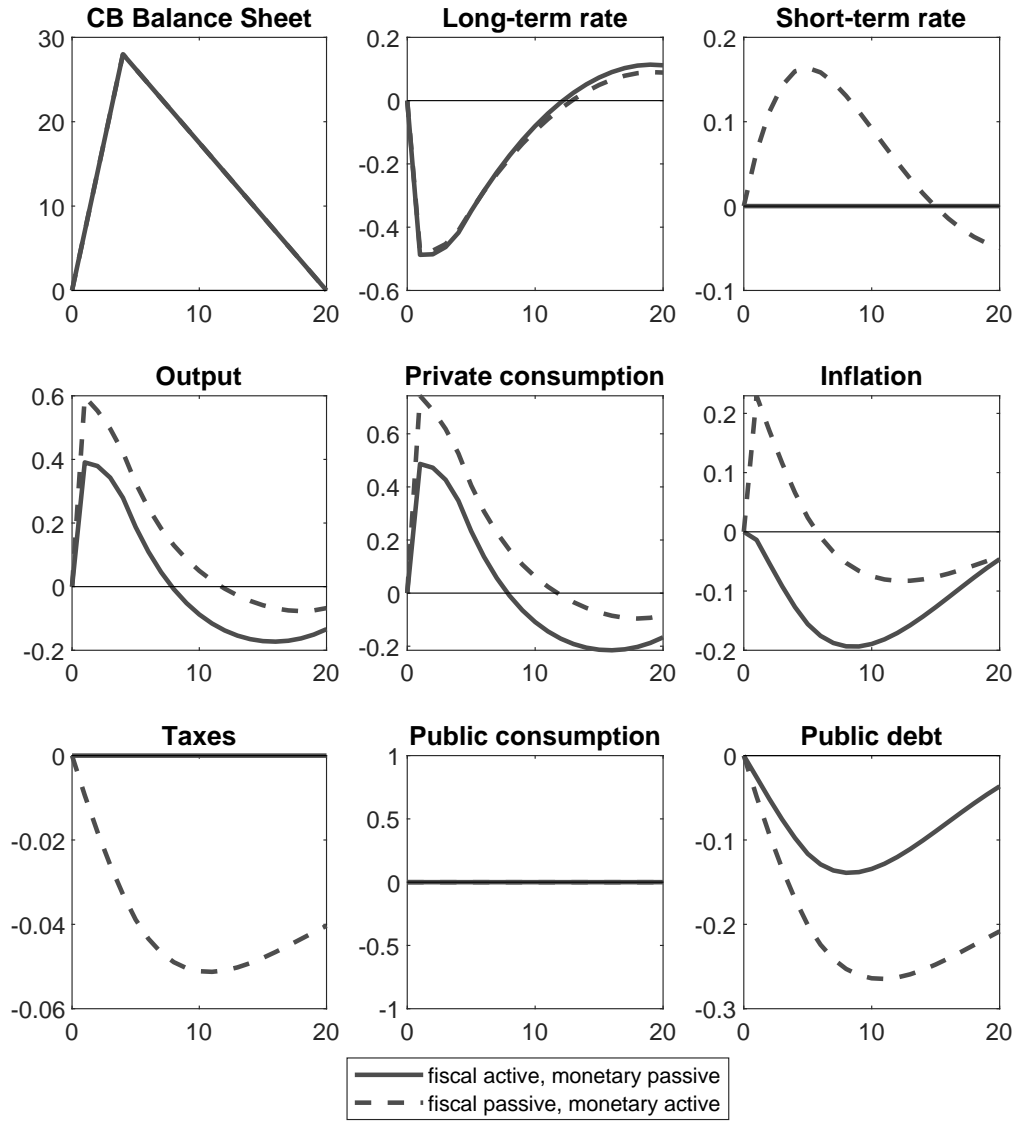 CB Balance Sheet
30
20
10
0
0 10 20
Long-term rate
0.2
0
-0.2
-0.4
-0.6
0 10 20
Short-term rate
0.2
0.1
0
-0.1
0 10 20
Output
0.6
0.4
0.2
0
-0.2
0 10 20
Private consumption
0.6
0.4
0.2
0
-0.2
0 10 20
Inflation
0.2
0.1
0
-0.1
-0.2
0 10 20
Taxes
0
-0.02
-0.04
-0.06
0 10 20
Public consumption
1
0.5
0
-0.5
-1
0 10 20
Public debt
0
-0.1
-0.2
-0.3
0 10 20
fiscal active, monetary passive
fiscal passive, monetary active